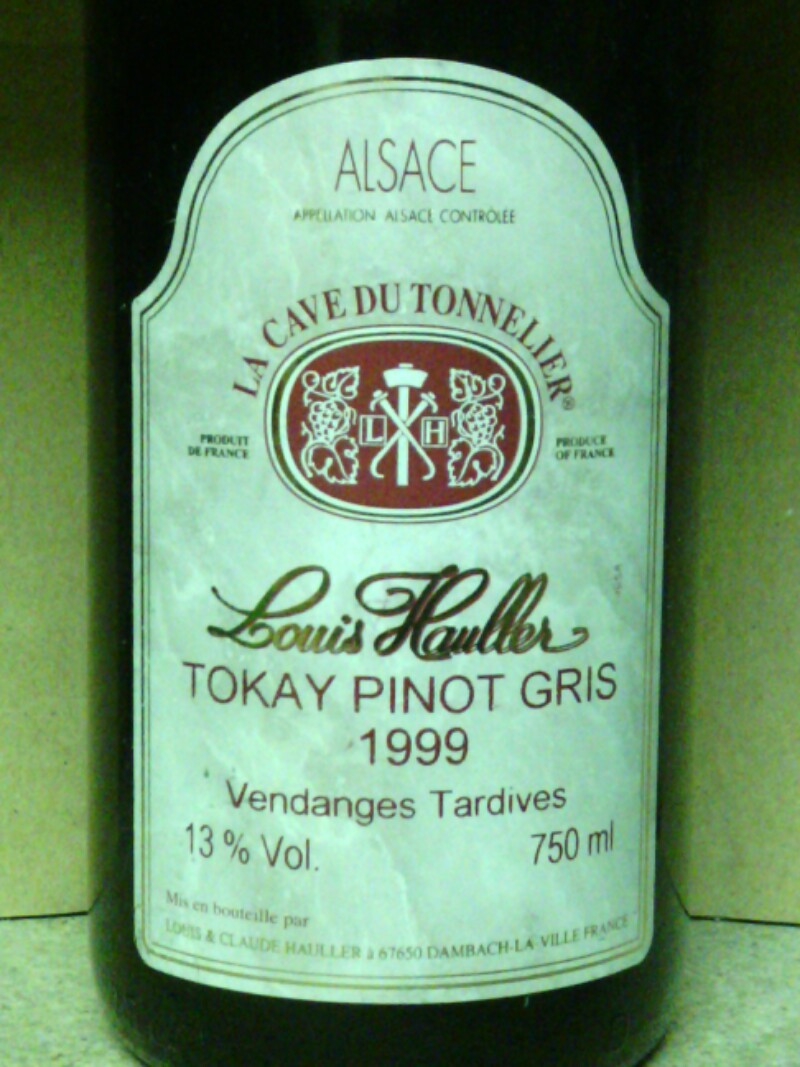 ALSACE
APPELLATION ALSACE CONTRÔLÉE
LA CAVE DU TONNELIER®
L H
PRODUIT
DE FRANCE
PRODUCE
OF FRANCE
Louis Hauller
TOKAY PINOT GRIS
1999
Vendanges Tardives
13 % Vol.
750 ml
Mis en bouteille par
LOUIS & CLAUDE HAULLER à 67650 DAMBACH-LA-VILLE FRANCE